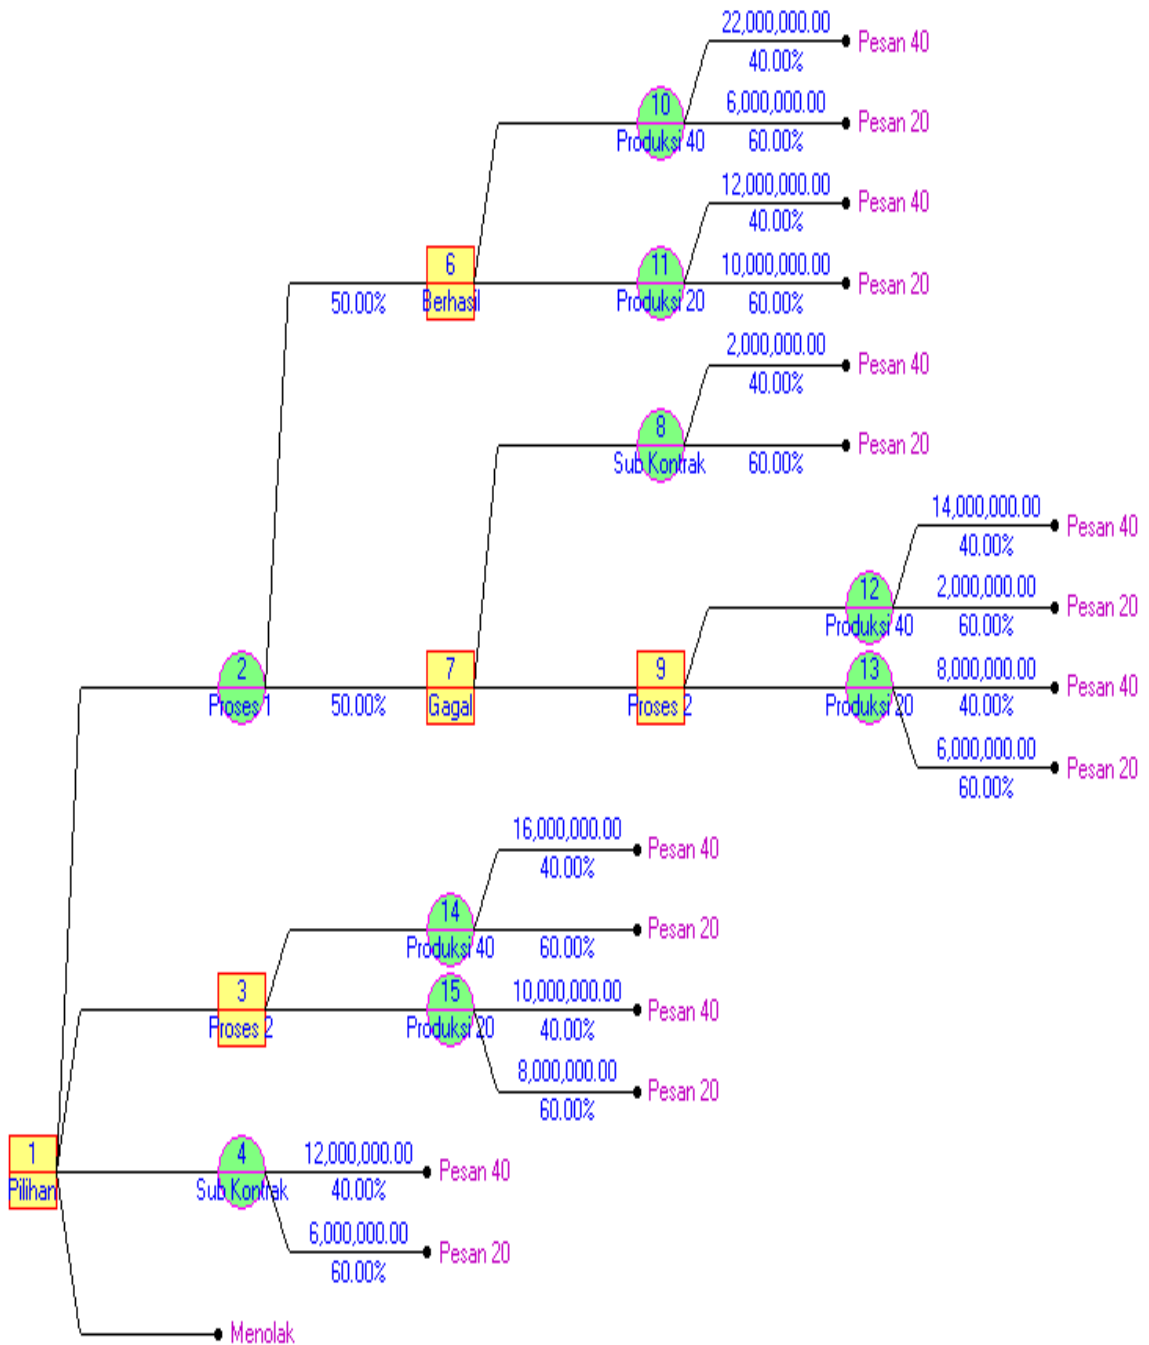 22,000,000.00
Pesan 40
40.00%
10
6,000,000.00
Pesan 20
Produksi 40
60.00%
12,000,000.00
Pesan 40
40.00%
6
11
10,000,000.00
Pesan 20
50.00%
Berhasil
Produksi 20
60.00%
2,000,000.00
Pesan 40
40.00%
8
Pesan 20
Sub Kontrak
60.00%
14,000,000.00
Pesan 40
40.00%
12
2,000,000.00
Pesan 20
Produksi 40
60.00%
2
7
9
13
8,000,000.00
Pesan 40
Proses 1
50.00%
Gagal
Proses 2
Produksi 20
40.00%
6,000,000.00
Pesan 20
60.00%
16,000,000.00
Pesan 40
40.00%
14
Pesan 20
Produksi 40
60.00%
3
15
10,000,000.00
Pesan 40
Proses 2
Produksi 20
40.00%
8,000,000.00
Pesan 20
60.00%
1
4
12,000,000.00
Pesan 40
Pilihan
Sub Kontrak
40.00%
6,000,000.00
Pesan 20
60.00%
Menolak